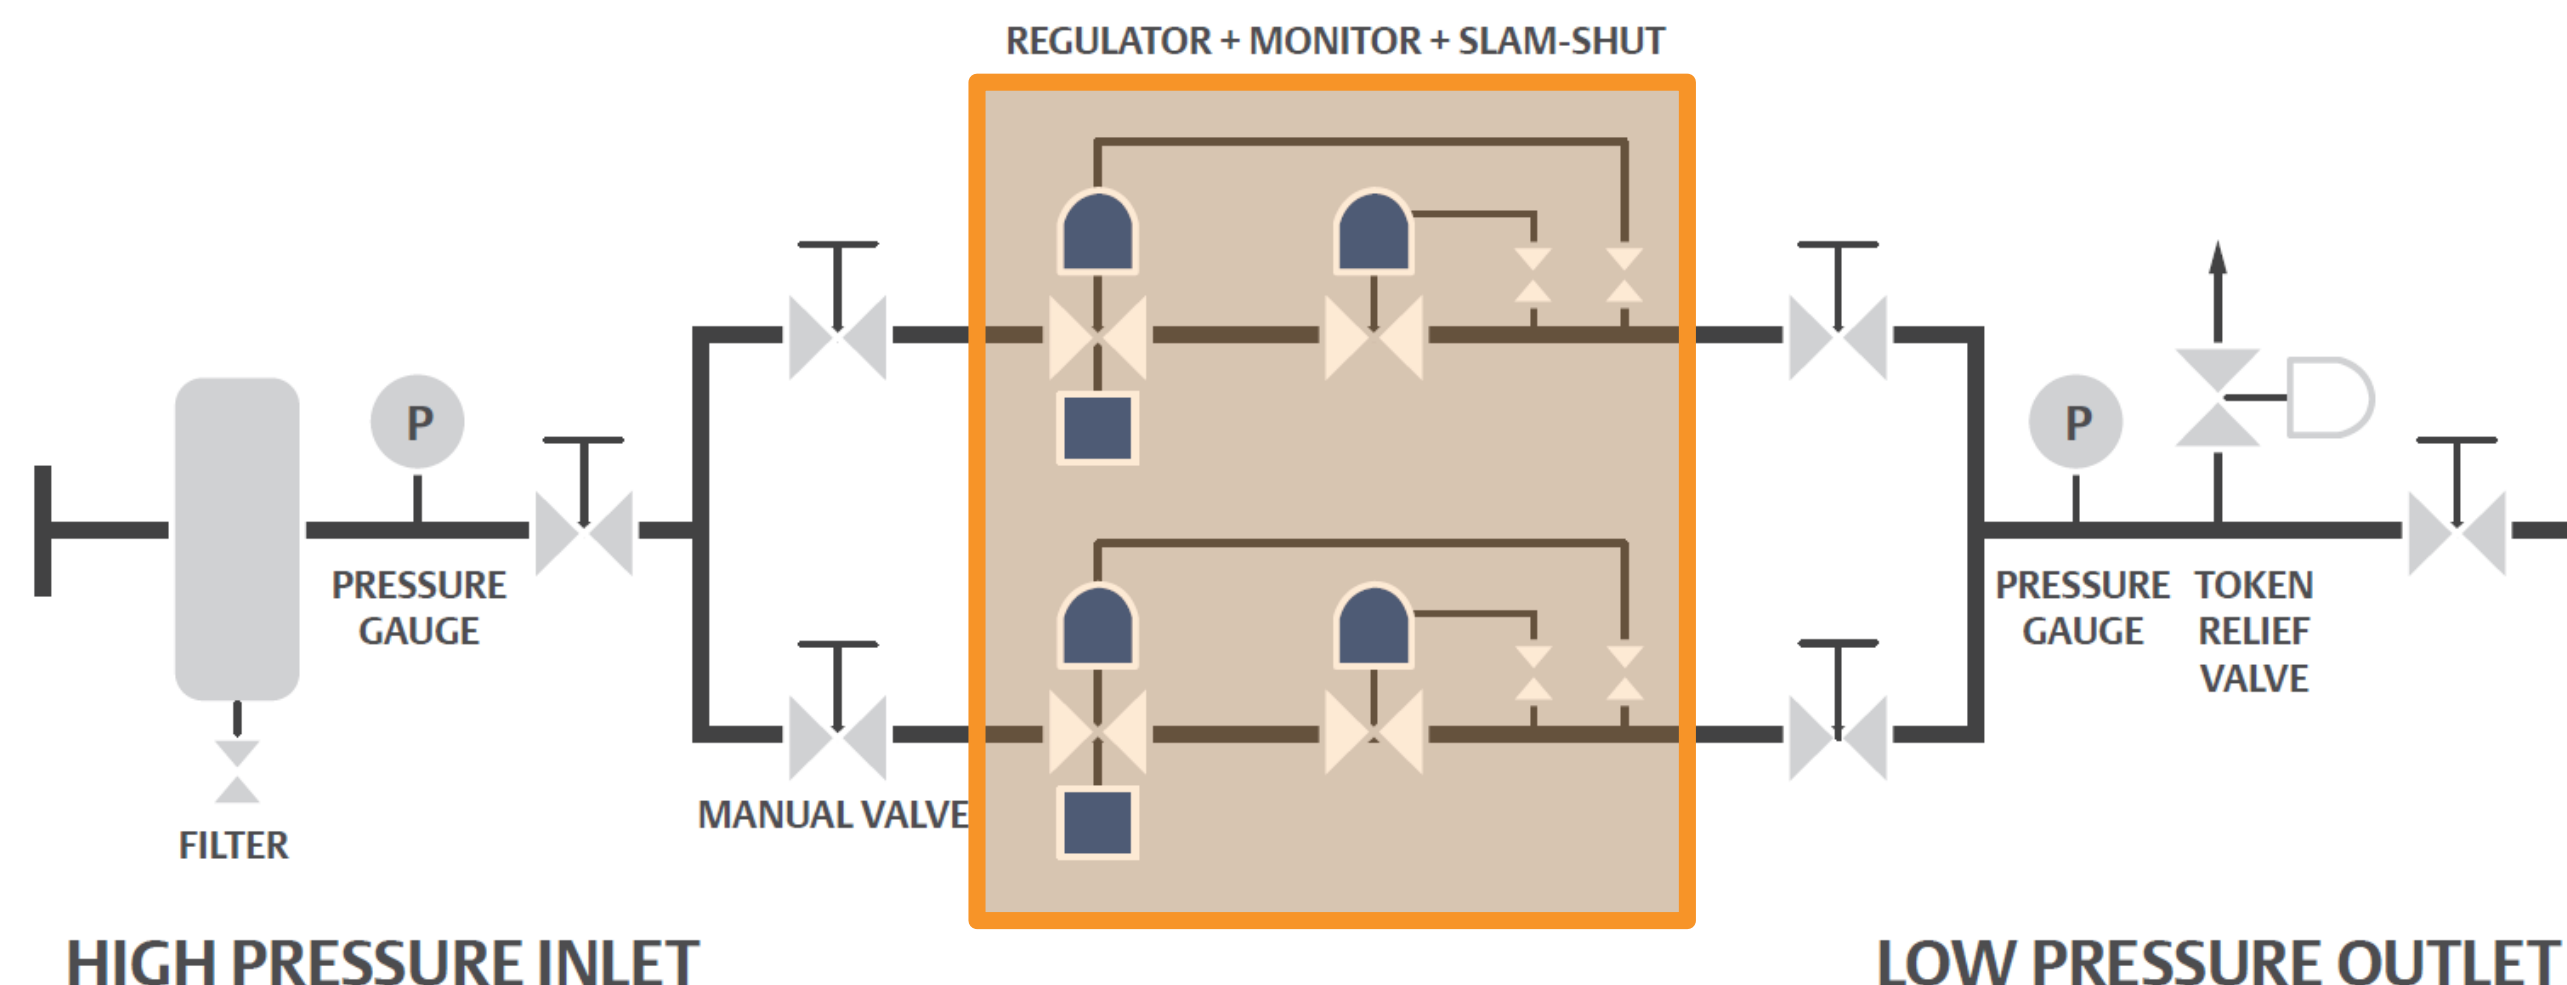 REGULATOR + MONITOR + SLAM-SHUT
P
P
PRESSURE
GAUGE
PRESSURE
GAUGE
TOKEN
RELIEF
VALVE
MANUAL VALVE
FILTER
HIGH PRESSURE INLET
LOW PRESSURE OUTLET